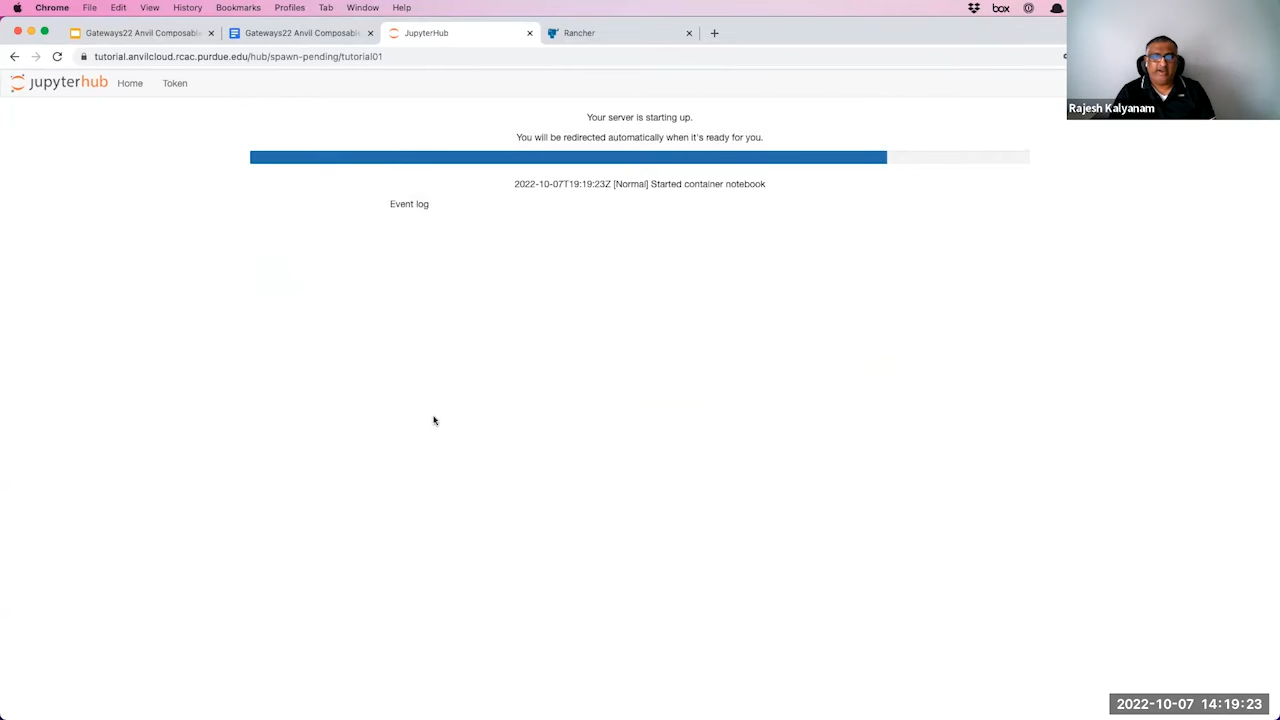 Chrome File Edit View History Bookmarks Profiles Tab Window Help box
Gateways22 Anvil Composable Gateways22 Anvil Composable JupyterHub Rancher
tutorial.anvilcloud.rcac.purdue.edu/hub/spawn-pending/tutorial01
jupyterhub Home Token
Rajesh Kalyanam
Your server is starting up.
You will be redirected automatically when it's ready for you.
2022-10-07T19:19:23Z [Normal] Started container notebook
Event log
2022-10-07 14:19:23